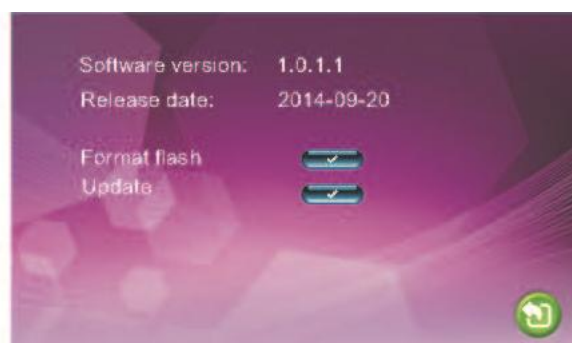 Software version: 1.0.1.1
Release date: 2014-09-20
Format flash
Update